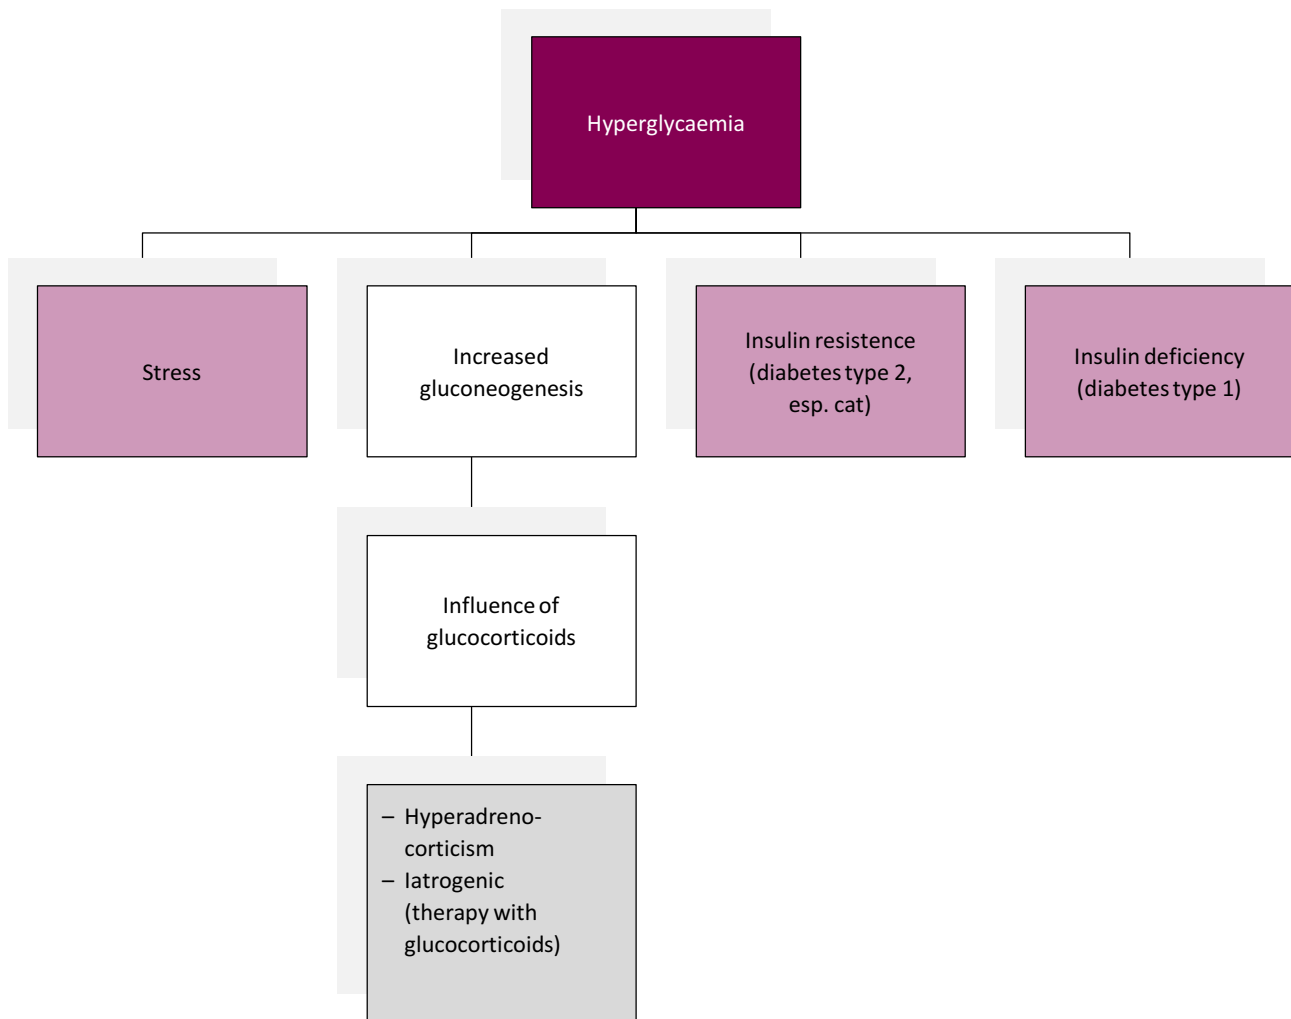 Hyperglycaemia
Stress
Increased
gluconeogenesis
Insulin resistence
(diabetes type 2,
esp. cat)
Insulin deficiency
(diabetes type 1)
Influence of
glucocorticoids
– Hyperadreno-
corticism
– Iatrogenic
(therapy with
glucocorticoids)